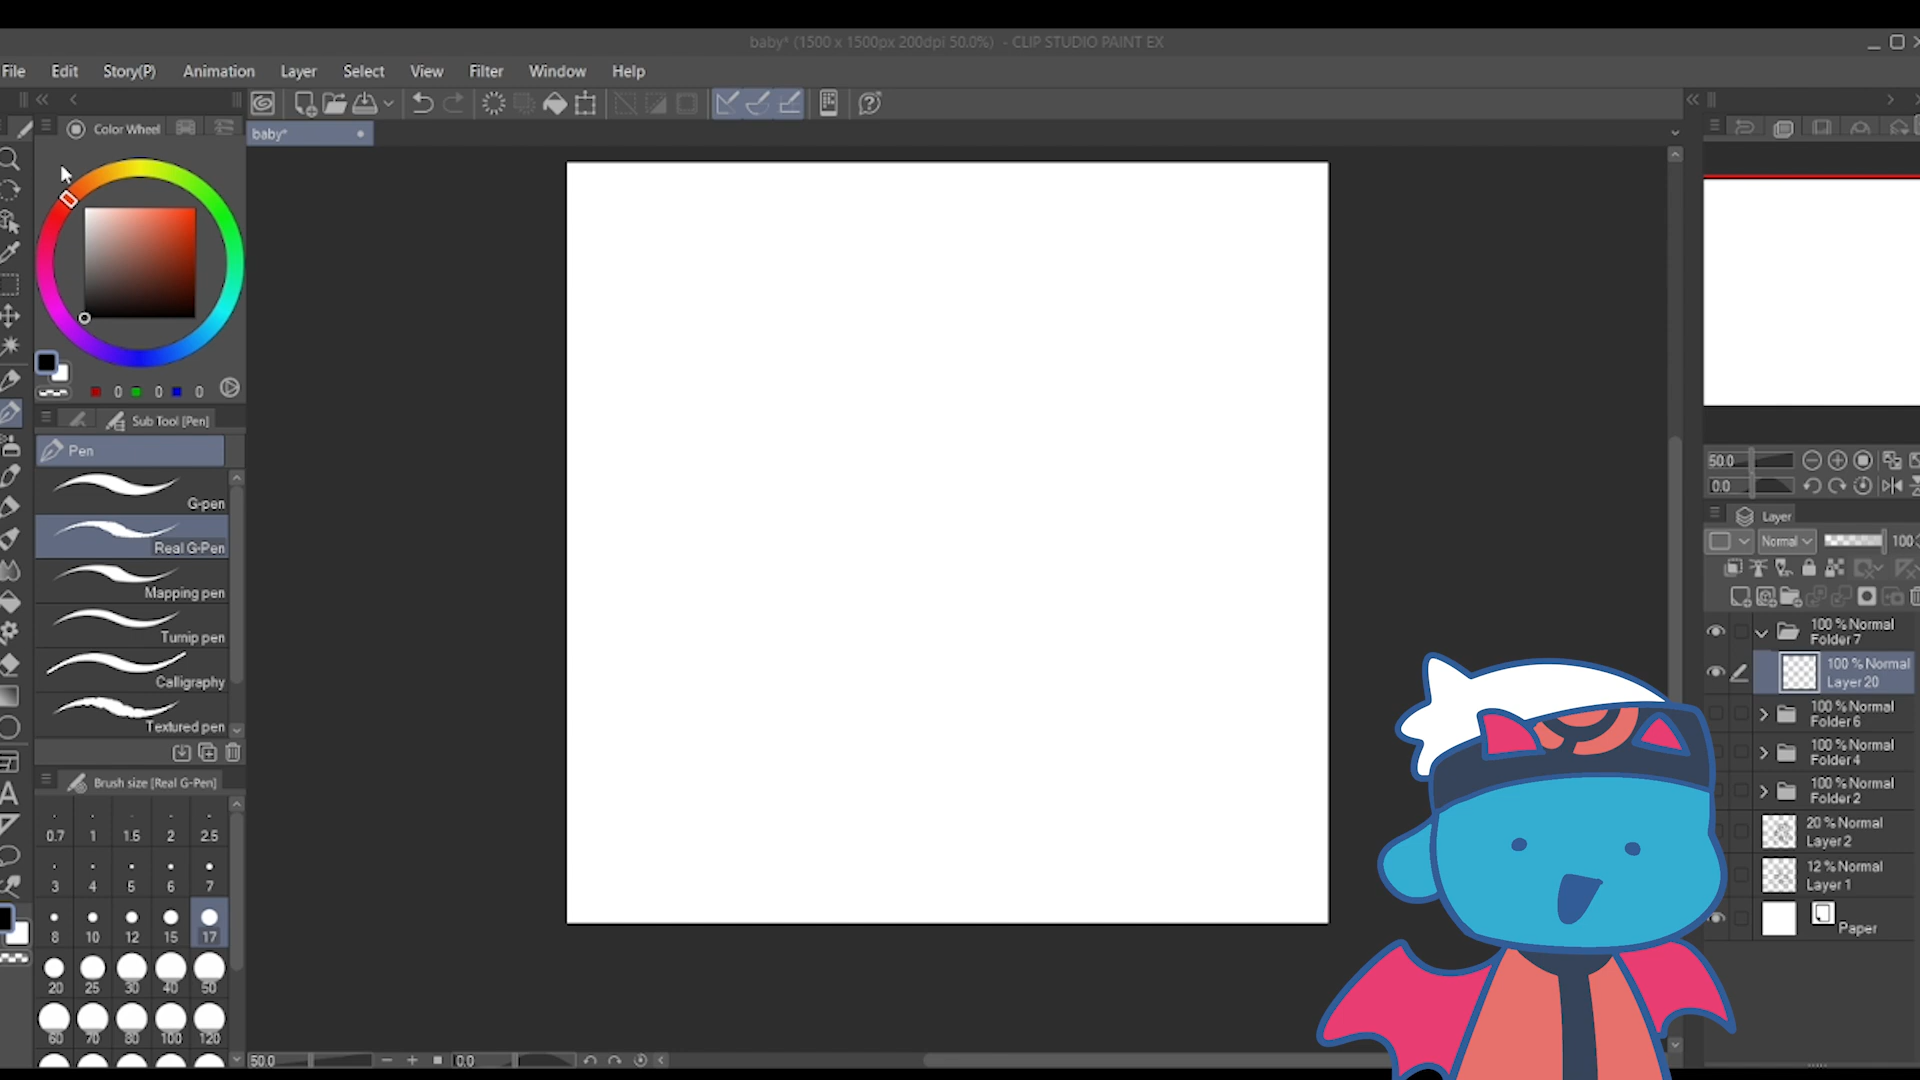 baby* (1500 x 1500px 200dpi 50.0%) - CLIP STUDIO PAINT EX
File Edit Story(P) Animation Layer Select View Filter Window Help
Color Wheel
baby*
0 0 0
Sub Tool [Pen]
Pen
G-pen
Real G-Pen
Mapping pen
Turnip pen
Calligraphy
Textured pen
Brush size [Real G-Pen]
0.7 1 1.5 2 2.5
3 4 5 6 7
8 10 12 15 17
20 25 30 40 50
60 70 80 100 120
50.0 0.0
50.0
0.0
Layer
Normal 100
100 % Normal
Folder 7
100 % Normal
Layer 20
100 % Normal
Folder 6
100 % Normal
Folder 4
100 % Normal
Folder 2
20 % Normal
Layer 2
12 % Normal
Layer 1
Paper